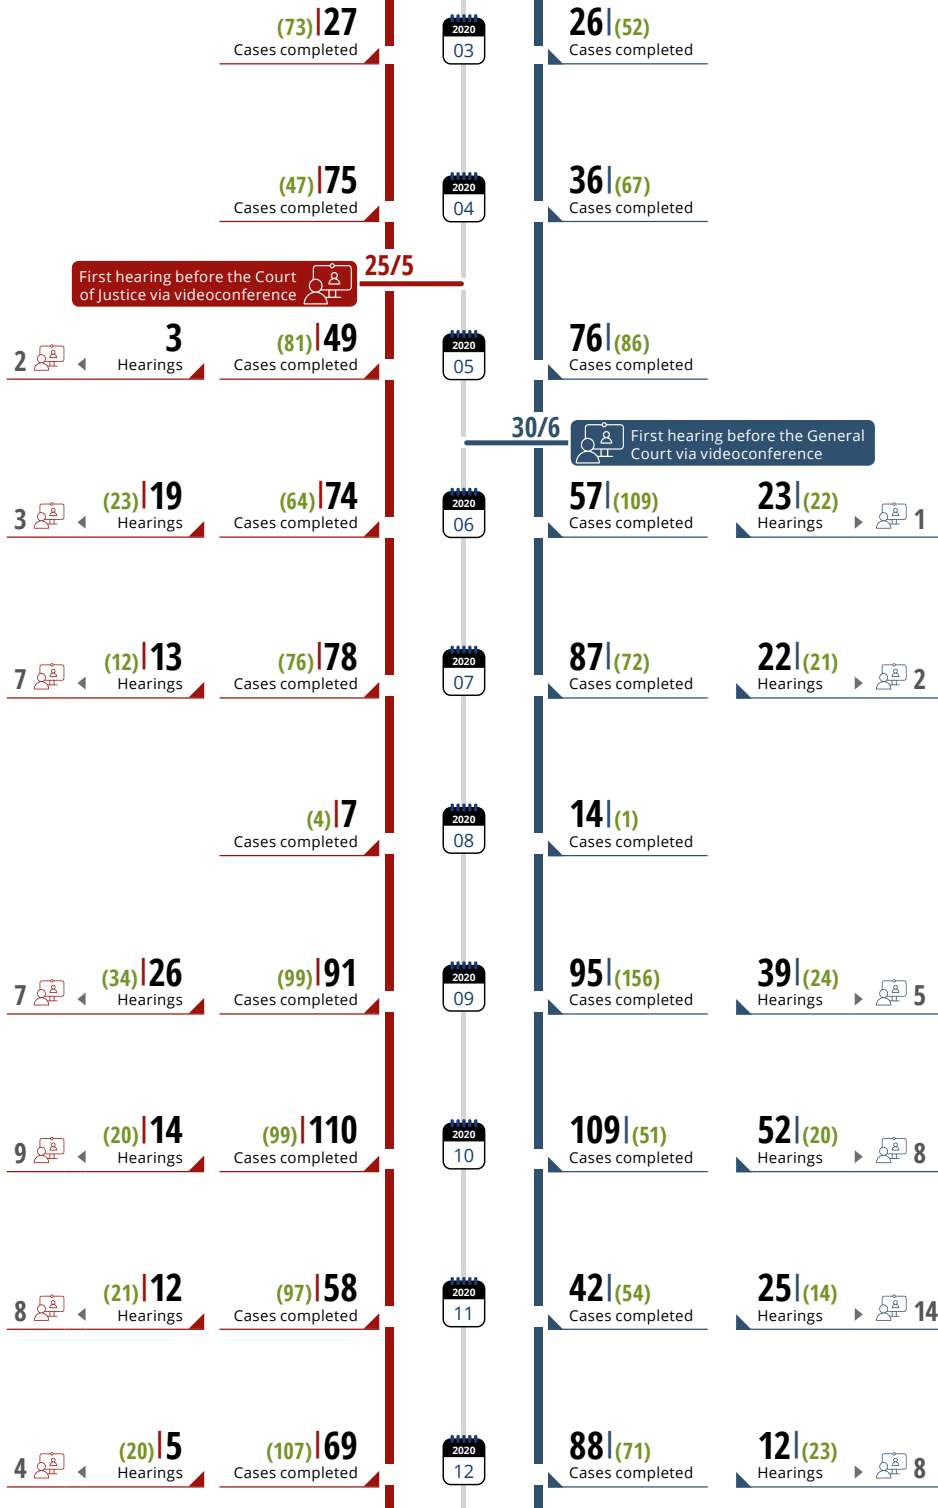 (73) 27
Cases completed
2020
03
26 (52)
Cases completed
(47) 75
Cases completed
2020
04
36 (67)
Cases completed
First hearing before the Court
of Justice via videoconference
25/5
2
3
Hearings
(81) 49
Cases completed
2020
05
76 (86)
Cases completed
30/6
First hearing before the General
Court via videoconference
3
(23) 19
Hearings
(64) 74
Cases completed
2020
06
57 (109)
Cases completed
23 (22)
Hearings
1
7
(12) 13
Hearings
(76) 78
Cases completed
2020
07
87 (72)
Cases completed
22 (21)
Hearings
2
(4) 7
Cases completed
2020
08
14 (1)
Cases completed
7
(34) 26
Hearings
(99) 91
Cases completed
2020
09
95 (156)
Cases completed
39 (24)
Hearings
5
9
(20) 14
Hearings
(99) 110
Cases completed
2020
10
109 (51)
Cases completed
52 (20)
Hearings
8
8
(21) 12
Hearings
(97) 58
Cases completed
2020
11
42 (54)
Cases completed
25 (14)
Hearings
14
4
(20) 5
Hearings
(107) 69
Cases completed
2020
12
88 (71)
Cases completed
12 (23)
Hearings
8